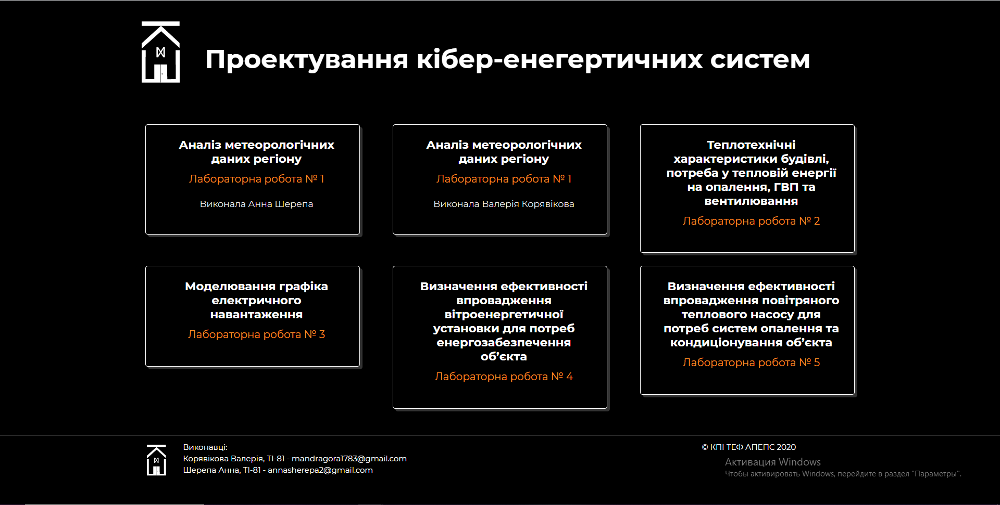 Проектування кібер-енегертичних систем
Аналіз метеорологічних
даних регіону
Лабораторна робота № 1
Виконала Анна Шерепа
Аналіз метеорологічних
даних регіону
Лабораторна робота № 1
Виконала Валерія Корявікова
Теплотехнічні
характеристики будівлі,
потреба у тепловій енергії
на опалення, ГВП та
вентилювання
Лабораторна робота № 2
Моделювання графіка
електричного
навантаження
Лабораторна робота № 3
Визначення ефективності
впровадження
вітроенергетичної
установки для потреб
енергозабезпечення
об’єкта
Лабораторна робота № 4
Визначення ефективності
впровадження повітряного
теплового насосу для
потреб систем опалення та
кондиціонування об’єкта
Лабораторна робота № 5
Виконавці:
Корявікова Валерія, ТІ-81 - mandragora1783@gmail.com
Шерепа Анна, ТІ-81 - annasherepa2@gmail.com
© КПІ ТЕФ АПЕПС 2020
Активация Windows
Чтобы активировать Windows, перейдите в раздел "Параметры".